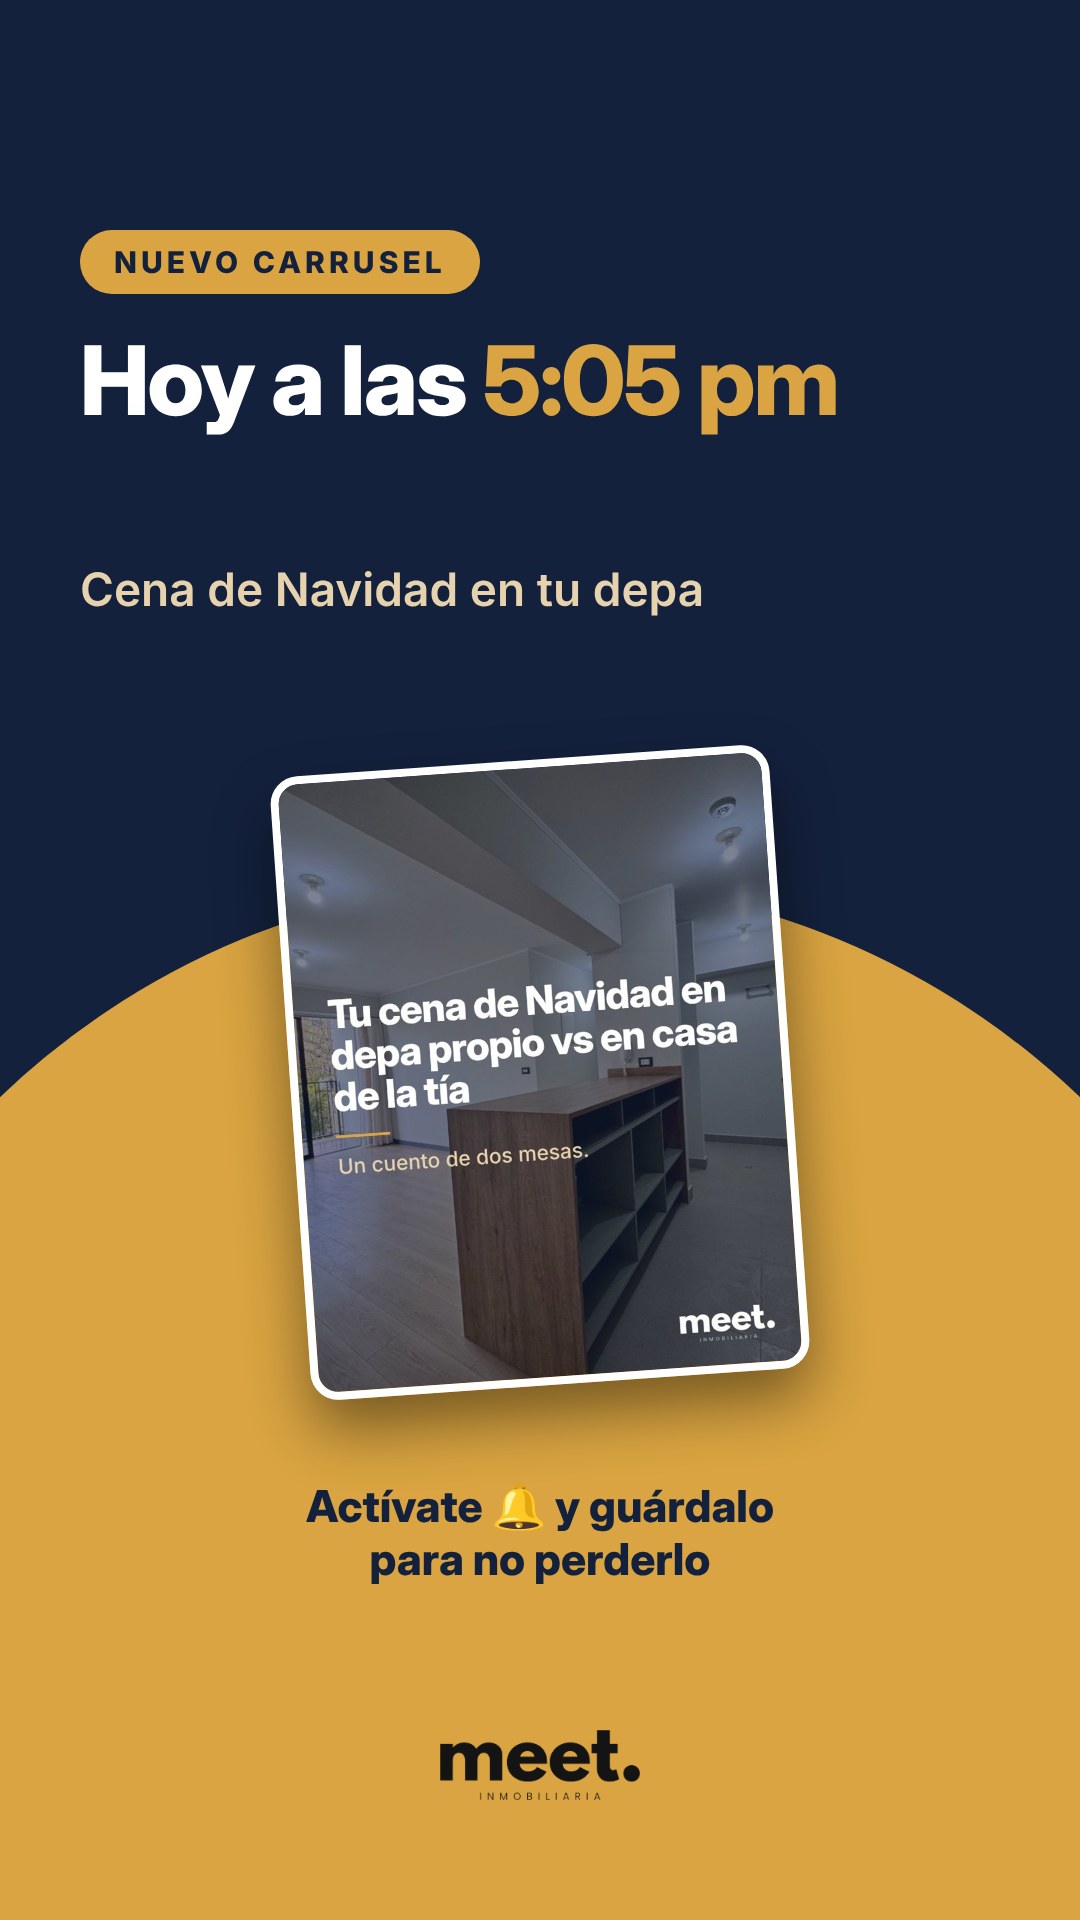 NUEVO CARRUSEL
Hoy a las 5:05 pm
Cena de Navidad en tu depa
Tu cena de Navidad en
depa propio vs en casa
de la tía
Un cuento de dos mesas.
meet.
INMOBILIARIA
Actívate 🔔 y guárdalo
para no perderlo
meet.
INMOBILIARIA